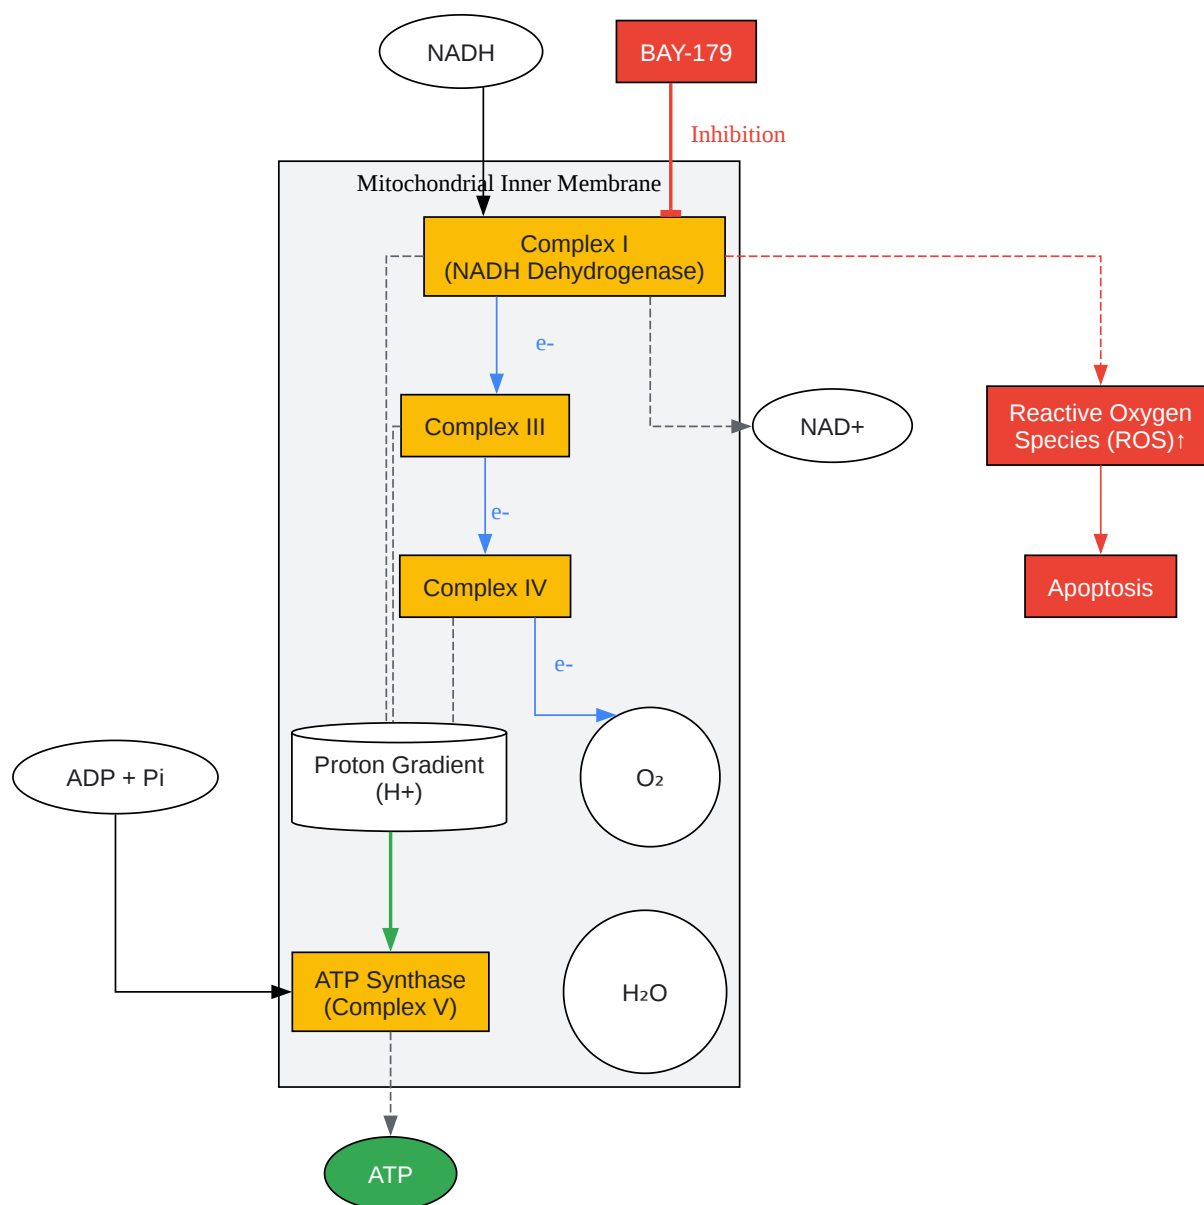 NADH
BAY-179
Inhibition
Mitochondrial Inner Membrane
Complex I
(NADH Dehydrogenase)
e-
Complex III
NAD+
Reactive Oxygen
Species (ROS)↑
e-
Complex IV
Apoptosis
e-
ADP + Pi
Proton Gradient
(H+)
O₂
ATP Synthase
(Complex V)
H₂O
ATP